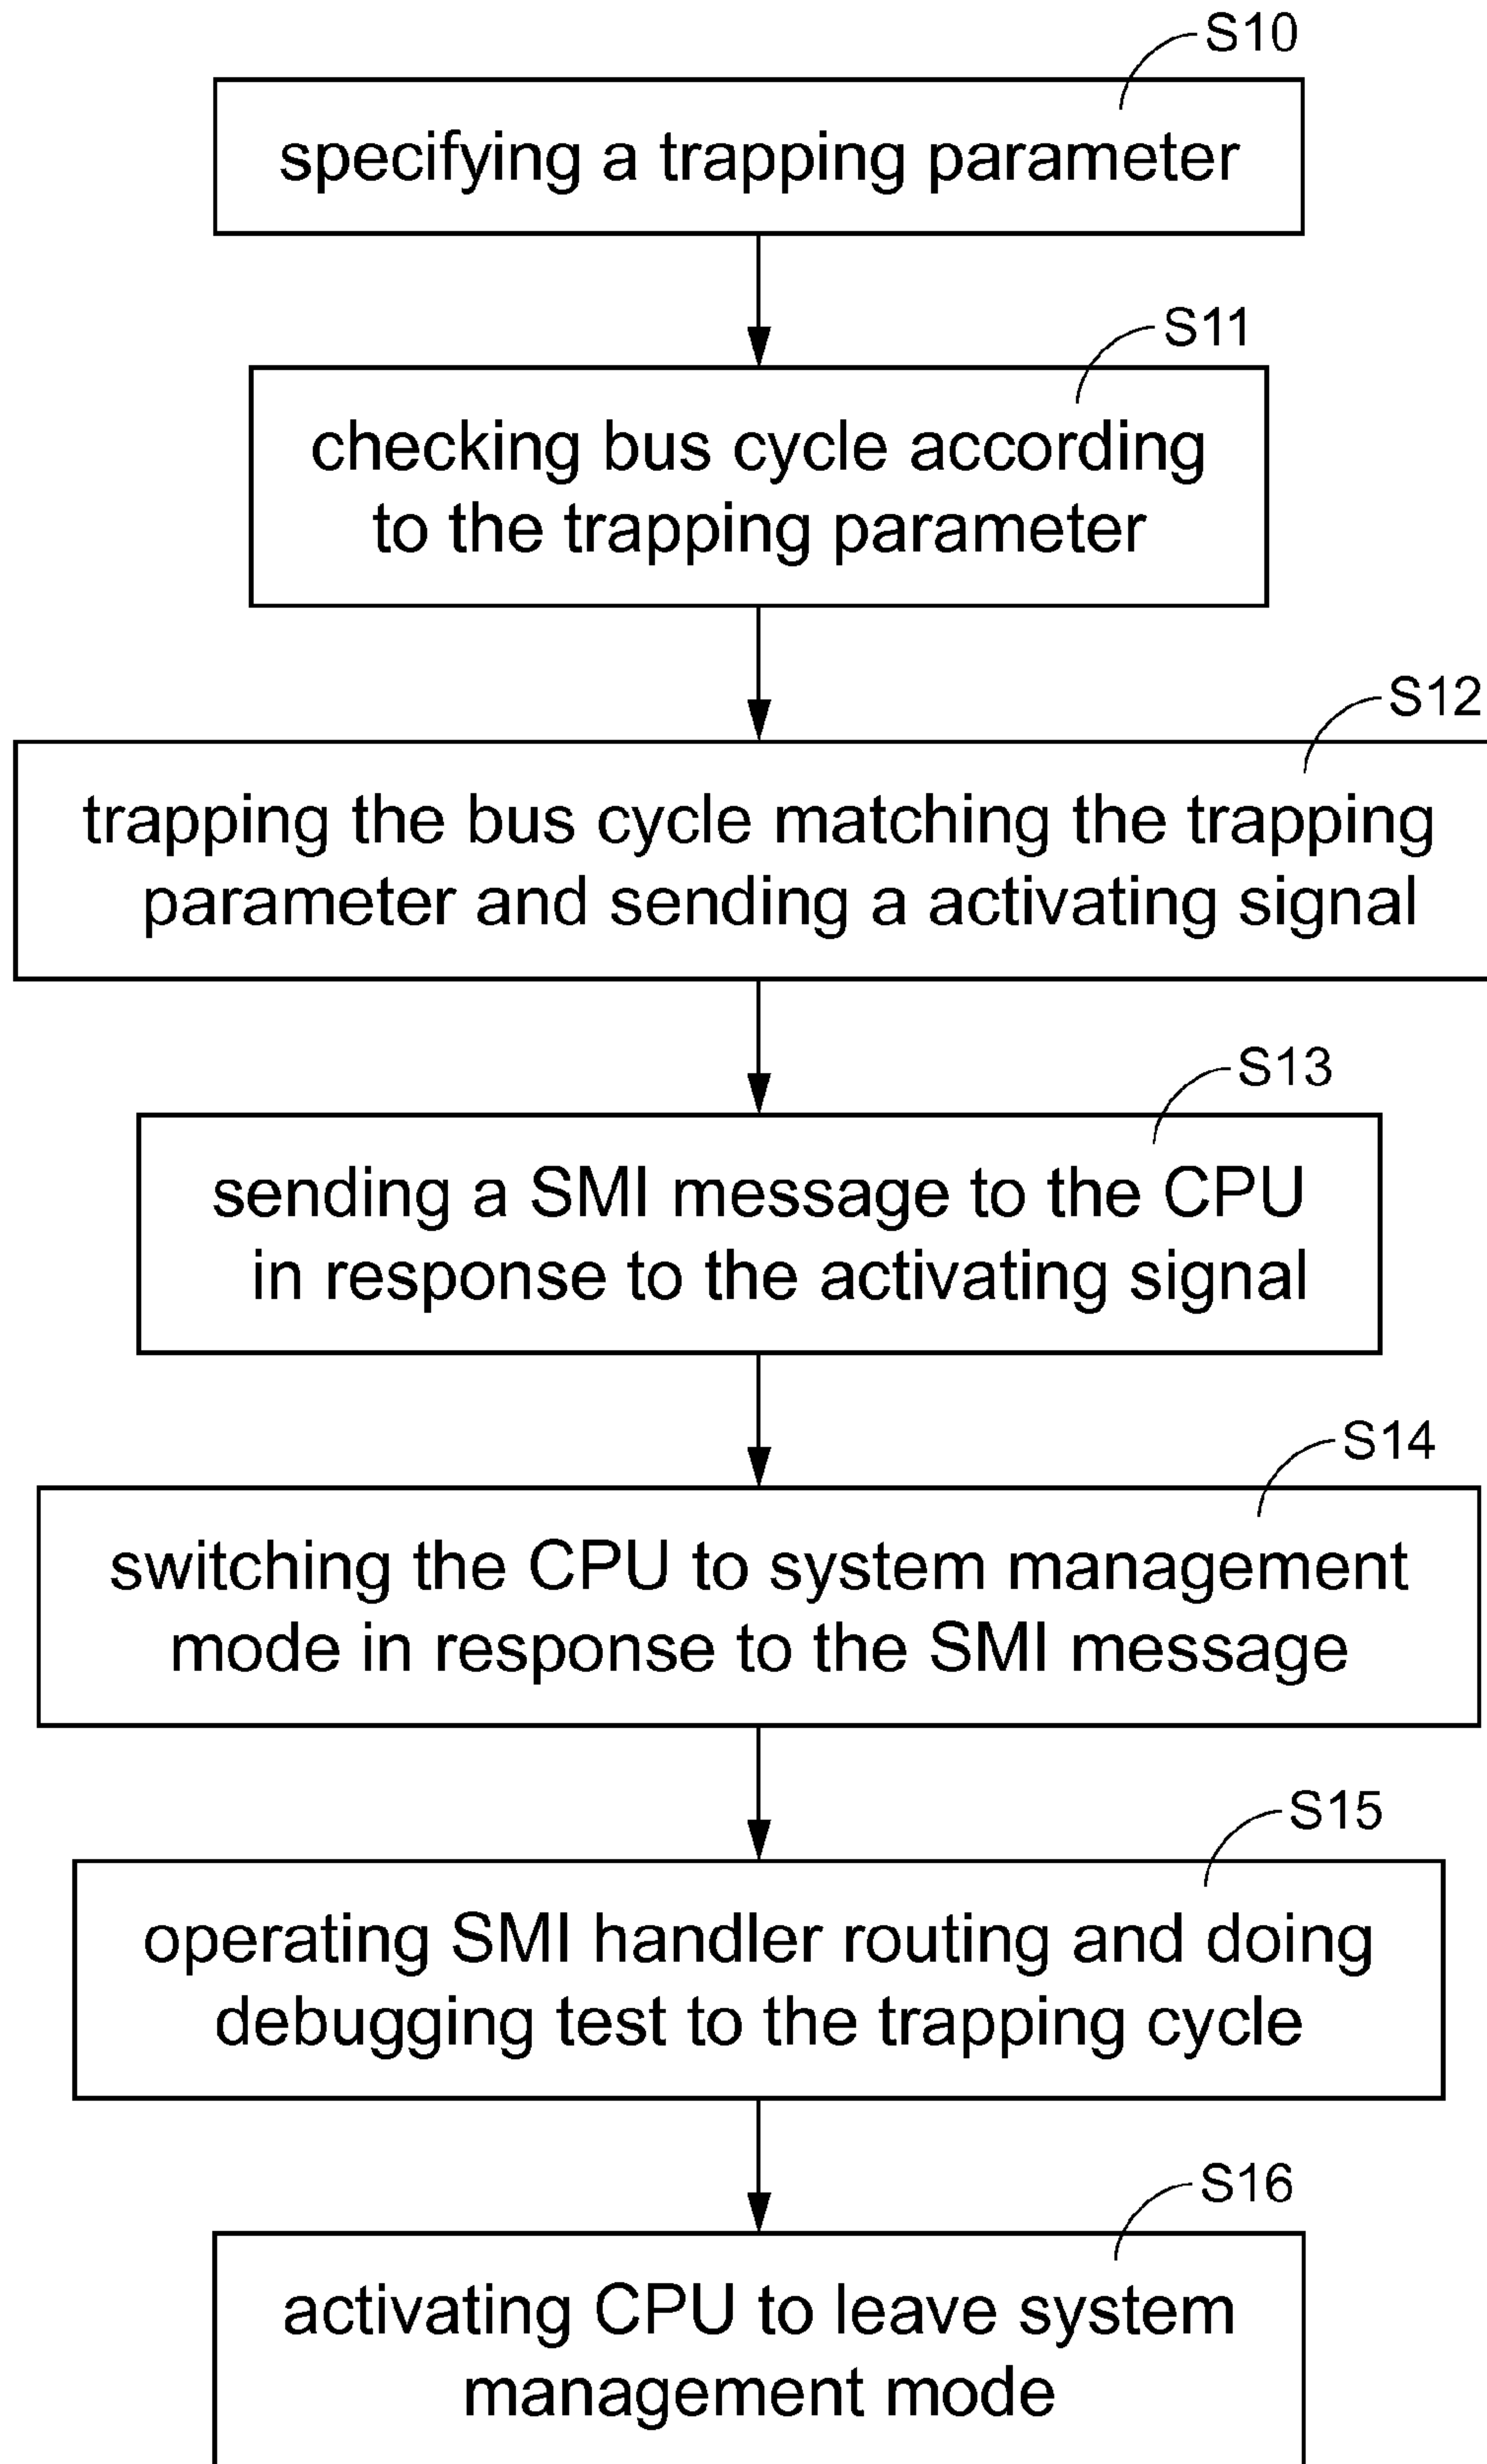 S10
specifying a trapping parameter
S11
checking bus cycle according
to the trapping parameter
S12
trapping the bus cycle matching the trapping
parameter and sending a activating signal
S13
sending a SMI message to the CPU
in response to the activating signal
S14
switching the CPU to system management
mode in response to the SMI message
S15
operating SMI handler routing and doing
debugging test to the trapping cycle
S16
activating CPU to leave system
management mode